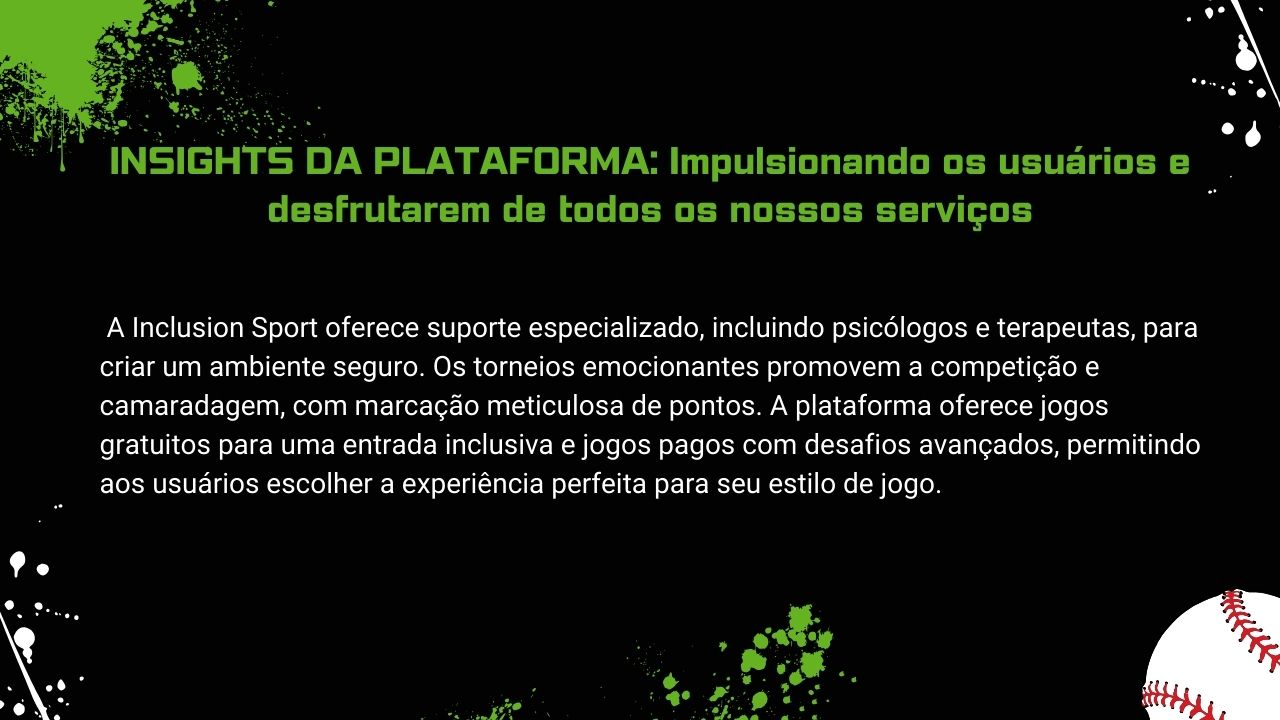 INSIGHTS DA PLATAFORMA: Impulsionando os usuários e
desfrutarem de todos os nossos serviços
A Inclusion Sport oferece suporte especializado, incluindo psicólogos e terapeutas, para
criar um ambiente seguro. Os torneios emocionantes promovem a competição e
camaradagem, com marcação meticulosa de pontos. A plataforma oferece jogos
gratuitos para uma entrada inclusiva e jogos pagos com desafios avançados, permitindo
aos usuários escolher a experiência perfeita para seu estilo de jogo.